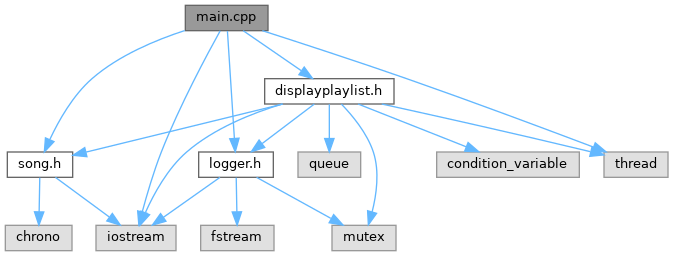 main.cpp
displayplaylist.h
song.h
logger.h
queue
condition_variable
thread
chrono
iostream
fstream
mutex